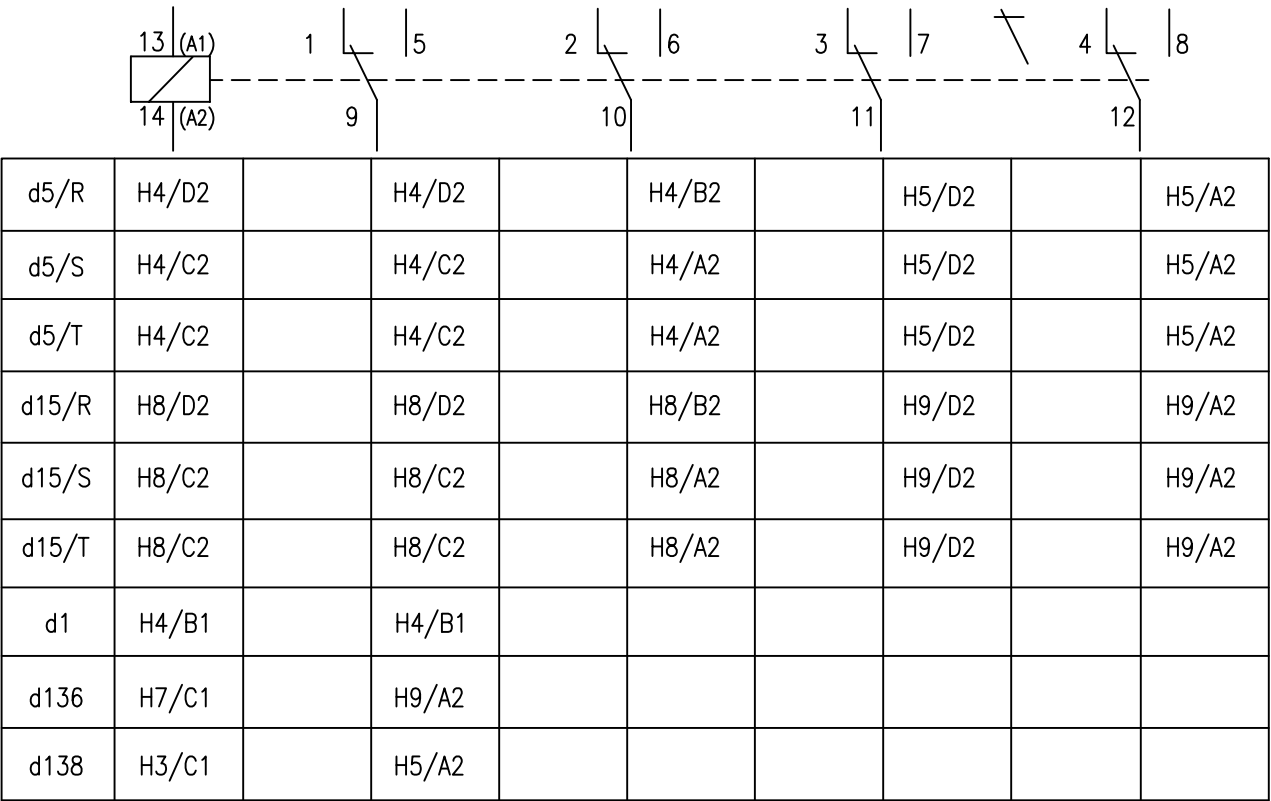 13 (A1) 1 5 2 6 3 7 4 8
14 (A2) 9 10 11 12
d5/R H4/D2 H4/D2 H4/B2 H5/D2 H5/A2
d5/S H4/C2 H4/C2 H4/A2 H5/D2 H5/A2
d5/T H4/C2 H4/C2 H4/A2 H5/D2 H5/A2
d15/R H8/D2 H8/D2 H8/B2 H9/D2 H9/A2
d15/S H8/C2 H8/C2 H8/A2 H9/D2 H9/A2
d15/T H8/C2 H8/C2 H8/A2 H9/D2 H9/A2
d1 H4/B1 H4/B1
d136 H7/C1 H9/A2
d138 H3/C1 H5/A2